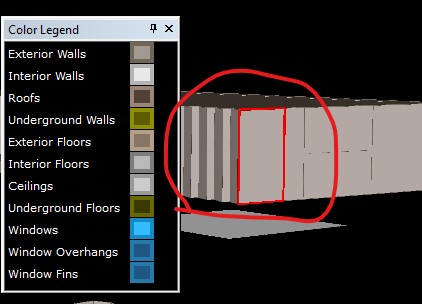 Color Legend
Exterior Walls
Interior Walls
Roofs
Underground Walls
Exterior Floors
Interior Floors
Ceilings
Underground Floors
Windows
Window Overhangs
Window Fins